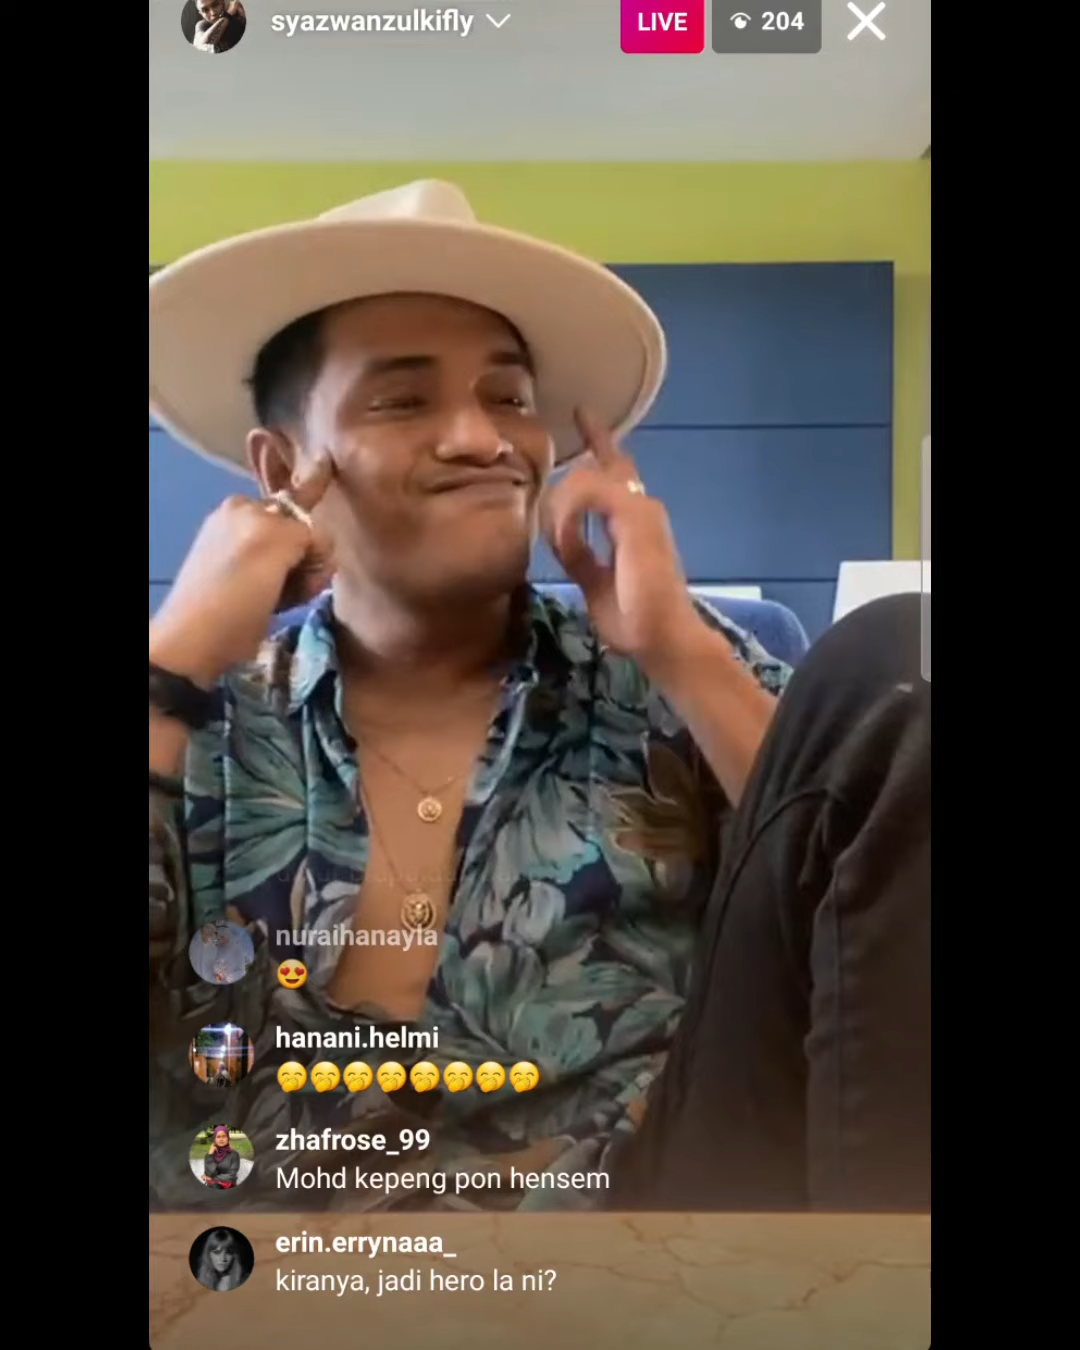 syazwanzulkifly
LIVE
204
nuraihanayla
😍
hanani.helmi
🤭🤭🤭🤭🤭🤭🤭🤭
zhafrose_99
Mohd kepeng pon hensem
erin.errynaaa_
kiranya, jadi hero la ni?